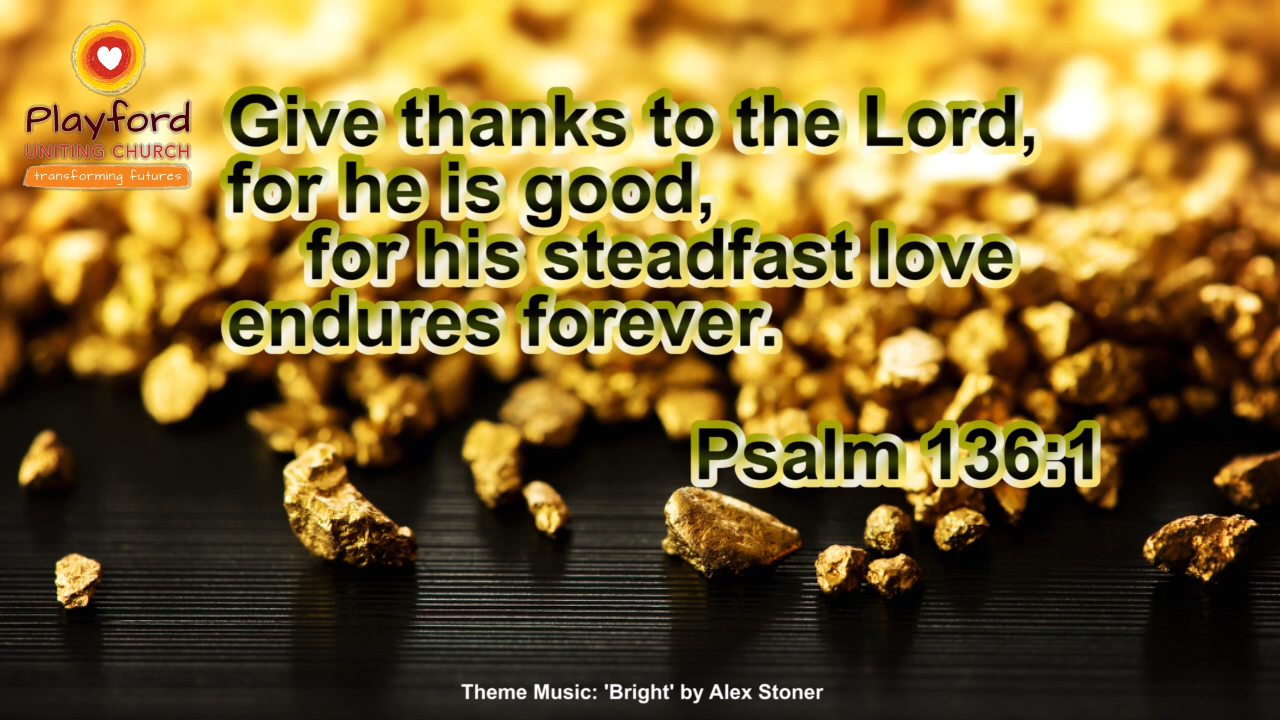 Playford
UNITING CHURCH
transforming futures
Give thanks to the Lord,
for he is good,
for his steadfast love
endures forever.
Psalm 136:1
Theme Music: 'Bright' by Alex Stoner